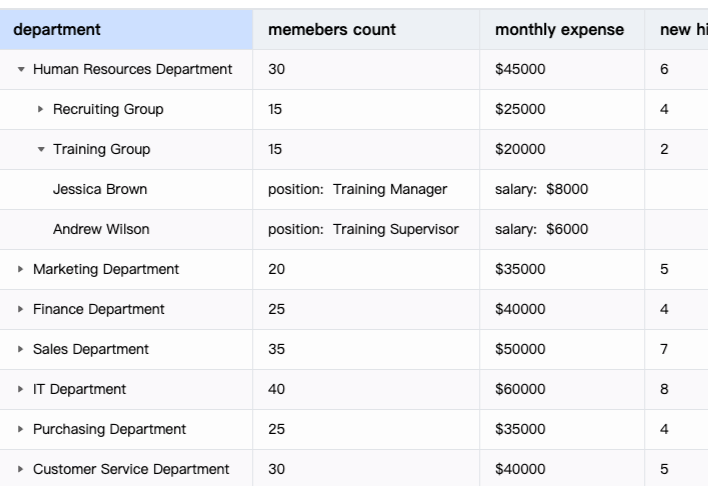 department memebers count monthly expense new hi
Human Resources Department 30 $45000 6
Recruiting Group 15 $25000 4
Training Group 15 $20000 2
Jessica Brown position: Training Manager salary: $8000
Andrew Wilson position: Training Supervisor salary: $6000
Marketing Department 20 $35000 5
Finance Department 25 $40000 4
Sales Department 35 $50000 7
IT Department 40 $60000 8
Purchasing Department 25 $35000 4
Customer Service Department 30 $40000 5